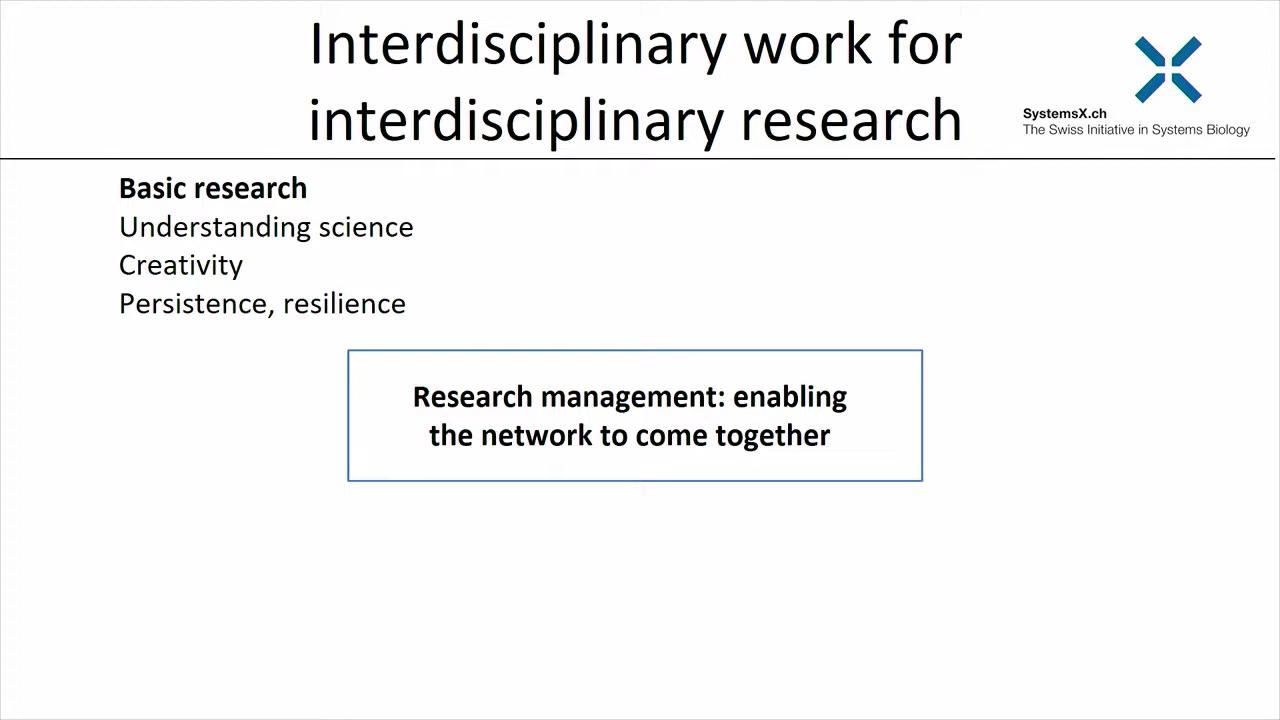 Interdisciplinary work for
interdisciplinary research
SystemsX.ch
The Swiss Initiative in Systems Biology
Basic research
Understanding science
Creativity
Persistence, resilience
Research management: enabling
the network to come together